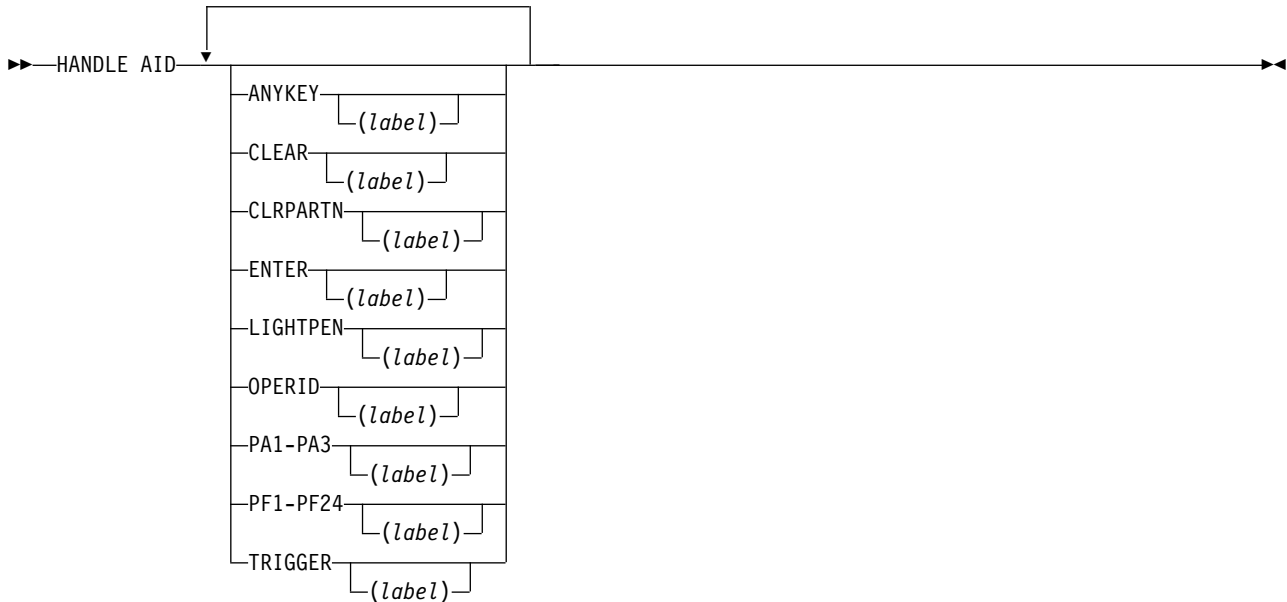 HANDLE AID
ANYKEY
(label)
CLEAR
(label)
CLRPARTN
(label)
ENTER
(label)
LIGHTPEN
(label)
OPERID
(label)
PA1-PA3
(label)
PF1-PF24
(label)
TRIGGER
(label)